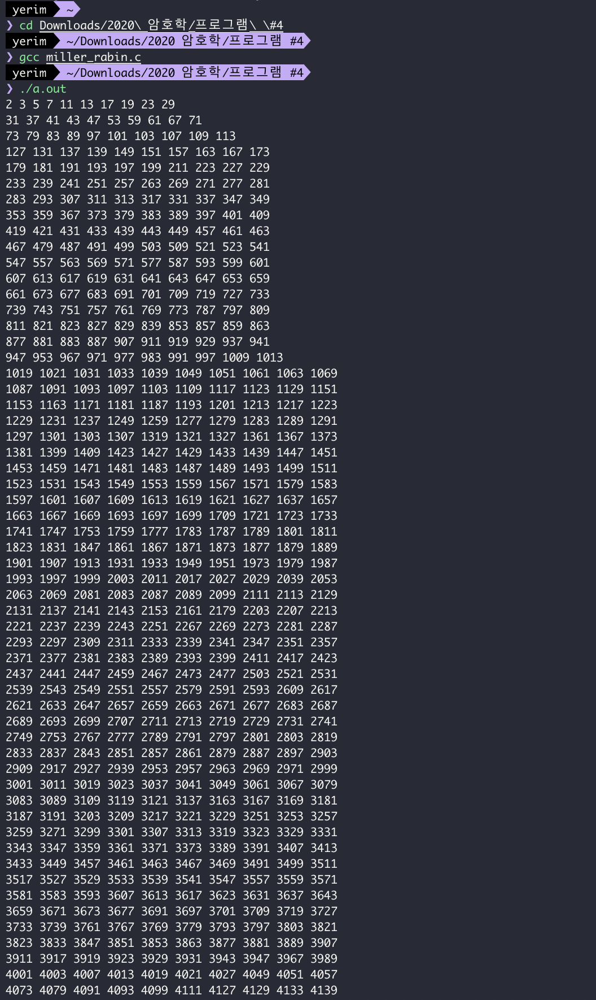 yerim ~
❯ cd Downloads/2020\ 암호학/프로그램\ \#4
yerim ~/Downloads/2020 암호학/프로그램 #4
❯ gcc miller_rabin.c
yerim ~/Downloads/2020 암호학/프로그램 #4
❯ ./a.out
2 3 5 7 11 13 17 19 23 29
31 37 41 43 47 53 59 61 67 71
73 79 83 89 97 101 103 107 109 113
127 131 137 139 149 151 157 163 167 173
179 181 191 193 197 199 211 223 227 229
233 239 241 251 257 263 269 271 277 281
283 293 307 311 313 317 331 337 347 349
353 359 367 373 379 383 389 397 401 409
419 421 431 433 439 443 449 457 461 463
467 479 487 491 499 503 509 521 523 541
547 557 563 569 571 577 587 593 599 601
607 613 617 619 631 641 643 647 653 659
661 673 677 683 691 701 709 719 727 733
739 743 751 757 761 769 773 787 797 809
811 821 823 827 829 839 853 857 859 863
877 881 883 887 907 911 919 929 937 941
947 953 967 971 977 983 991 997 1009 1013
1019 1021 1031 1033 1039 1049 1051 1061 1063 1069
1087 1091 1093 1097 1103 1109 1117 1123 1129 1151
1153 1163 1171 1181 1187 1193 1201 1213 1217 1223
1229 1231 1237 1249 1259 1277 1279 1283 1289 1291
1297 1301 1303 1307 1319 1321 1327 1361 1367 1373
1381 1399 1409 1423 1427 1429 1433 1439 1447 1451
1453 1459 1471 1481 1483 1487 1489 1493 1499 1511
1523 1531 1543 1549 1553 1559 1567 1571 1579 1583
1597 1601 1607 1609 1613 1619 1621 1627 1637 1657
1663 1667 1669 1693 1697 1699 1709 1721 1723 1733
1741 1747 1753 1759 1777 1783 1787 1789 1801 1811
1823 1831 1847 1861 1867 1871 1873 1877 1879 1889
1901 1907 1913 1931 1933 1949 1951 1973 1979 1987
1993 1997 1999 2003 2011 2017 2027 2029 2039 2053
2063 2069 2081 2083 2087 2089 2099 2111 2113 2129
2131 2137 2141 2143 2153 2161 2179 2203 2207 2213
2221 2237 2239 2243 2251 2267 2269 2273 2281 2287
2293 2297 2309 2311 2333 2339 2341 2347 2351 2357
2371 2377 2381 2383 2389 2393 2399 2411 2417 2423
2437 2441 2447 2459 2467 2473 2477 2503 2521 2531
2539 2543 2549 2551 2557 2579 2591 2593 2609 2617
2621 2633 2647 2657 2659 2663 2671 2677 2683 2687
2689 2693 2699 2707 2711 2713 2719 2729 2731 2741
2749 2753 2767 2777 2789 2791 2797 2801 2803 2819
2833 2837 2843 2851 2857 2861 2879 2887 2897 2903
2909 2917 2927 2939 2953 2957 2963 2969 2971 2999
3001 3011 3019 3023 3037 3041 3049 3061 3067 3079
3083 3089 3109 3119 3121 3137 3163 3167 3169 3181
3187 3191 3203 3209 3217 3221 3229 3251 3253 3257
3259 3271 3299 3301 3307 3313 3319 3323 3329 3331
3343 3347 3359 3361 3371 3373 3389 3391 3407 3413
3433 3449 3457 3461 3463 3467 3469 3491 3499 3511
3517 3527 3529 3533 3539 3541 3547 3557 3559 3571
3581 3583 3593 3607 3613 3617 3623 3631 3637 3643
3659 3671 3673 3677 3691 3697 3701 3709 3719 3727
3733 3739 3761 3767 3769 3779 3793 3797 3803 3821
3823 3833 3847 3851 3853 3863 3877 3881 3889 3907
3911 3917 3919 3923 3929 3931 3943 3947 3967 3989
4001 4003 4007 4013 4019 4021 4027 4049 4051 4057
4073 4079 4091 4093 4099 4111 4127 4129 4133 4139